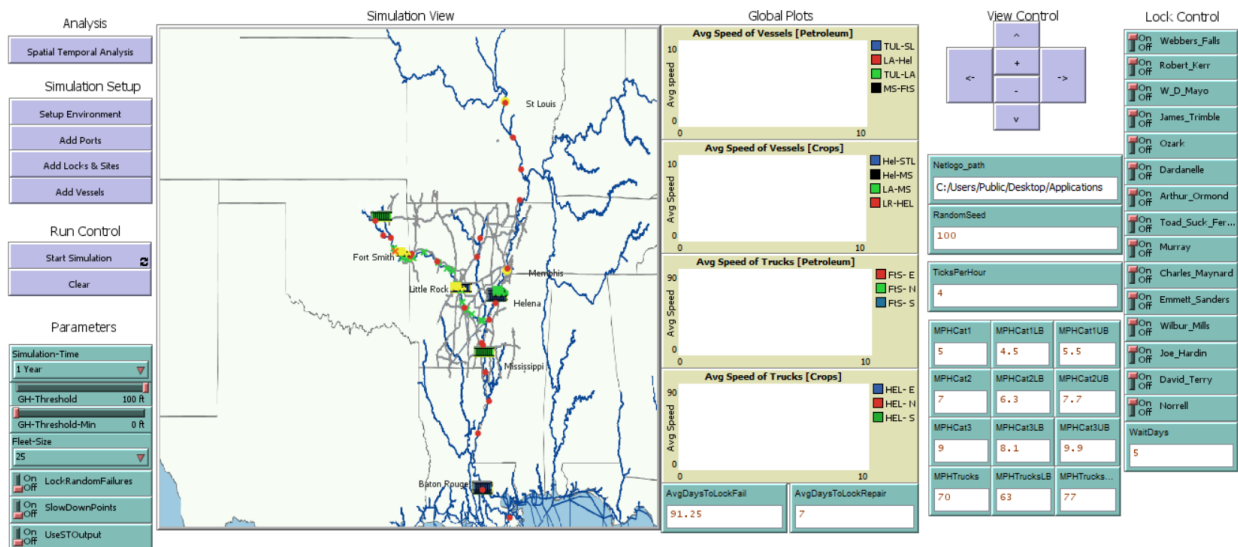 Analysis
Spatial Temporal Analysis
Simulation Setup
Setup Environment
Add Ports
Add Locks & Sites
Add Vessels
Run Control
Start Simulation
Clear
Parameters
Simulation-Time
1 Year
GH-Threshold 100 ft
GH-Threshold-Min 0 ft
Fleet-Size
25
On
Off
LockRandomFailures
On
Off
SlowDownPoints
On
Off
UseSTOutput
Simulation View
St Louis
Fort Smith
Little Rock
Memphis
Helena
Mississippi
Baton Rouge
Global Plots
Avg Speed of Vessels [Petroleum]
Avg speed
10
0
0
10
TUL-SL
LA-Hel
TUL-LA
MS-FtS
Avg Speed of Vessels [Crops]
Avg Speed
10
0
0
10
Hel-STL
Hel-MS
LA-MS
LR-HEL
Avg Speed of Trucks [Petroleum]
Avg Speed
90
0
0
10
FtS- E
FtS- N
FtS- S
Avg Speed of Trucks [Crops]
Avg Speed
90
0
0
10
HEL- E
HEL- N
HEL- S
AvgDaysToLockFail
91.25
AvgDaysToLockRepair
7
View Control
^
<-
+
->
-
v
Netlogo_path
C:/Users/Public/Desktop/Applications
RandomSeed
100
TicksPerHour
4
MPHCat1 MPHCat1LB MPHCat1UB
5 4.5 5.5
MPHCat2 MPHCat2LB MPHCat2UB
7 6.3 7.7
MPHCat3 MPHCat3LB MPHCat3UB
9 8.1 9.9
MPHTrucks MPHTrucksLB MPHTrucks...
70 63 77
Lock Control
On
Off
Webbers_Falls
On
Off
Robert_Kerr
On
Off
W_D_Mayo
On
Off
James_Trimble
On
Off
Ozark
On
Off
Dardanelle
On
Off
Arthur_Ormond
On
Off
Toad_Suck_Fer...
On
Off
Murray
On
Off
Charles_Maynard
On
Off
Emmett_Sanders
On
Off
Wilbur_Mills
On
Off
Joe_Hardin
On
Off
David_Terry
On
Off
Norrell
WaitDays
5